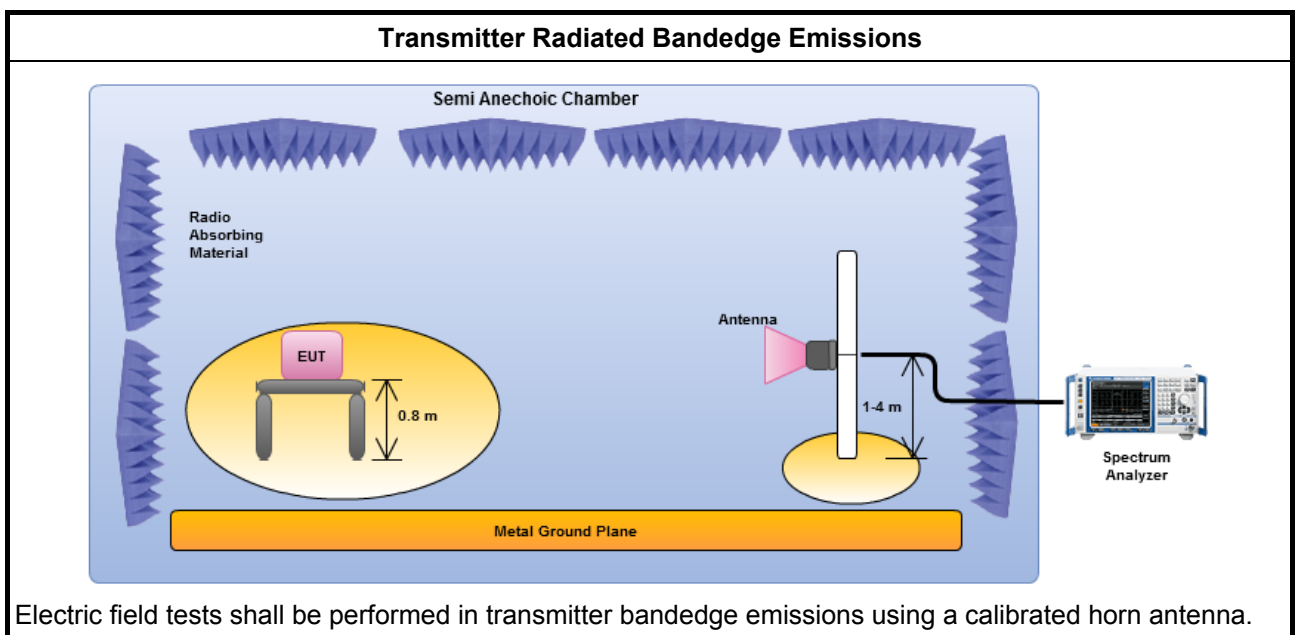 Transmitter Radiated Bandedge Emissions
Semi Anechoic Chamber
Radio
Absorbing
Material
Antenna
EUT
0.8 m
1-4 m
Spectrum
Analyzer
Metal Ground Plane
Electric field tests shall be performed in transmitter bandedge emissions using a calibrated horn antenna.